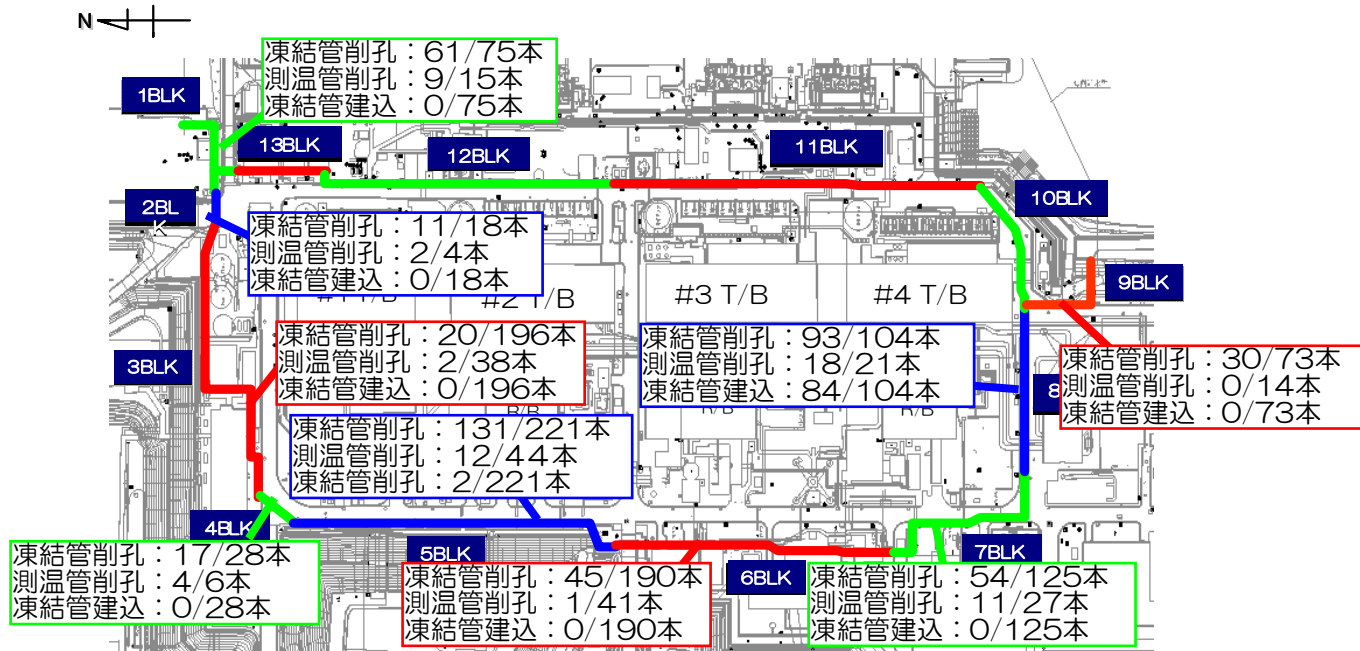 N
凍結管削孔：61/75本
測温管削孔：9/15本
凍結管建込：0/75本
1BLK
13BLK
12BLK
11BLK
10BLK
2BL
K
凍結管削孔：11/18本
測温管削孔：2/4本
凍結管建込：0/18本
9BLK
#2 T/B
#3 T/B
#4 T/B
凍結管削孔：20/196本
測温管削孔：2/38本
凍結管建込：0/196本
凍結管削孔：93/104本
測温管削孔：18/21本
凍結管建込：84/104本
凍結管削孔：30/73本
測温管削孔：0/14本
凍結管建込：0/73本
3BLK
8
R/B
R/B
R/B
凍結管削孔：131/221本
測温管削孔：12/44本
凍結管建込：2/221本
4BLK
5BLK
6BLK
7BLK
凍結管削孔：17/28本
測温管削孔：4/6本
凍結管建込：0/28本
凍結管削孔：45/190本
測温管削孔：1/41本
凍結管建込：0/190本
凍結管削孔：54/125本
測温管削孔：11/27本
凍結管建込：0/125本